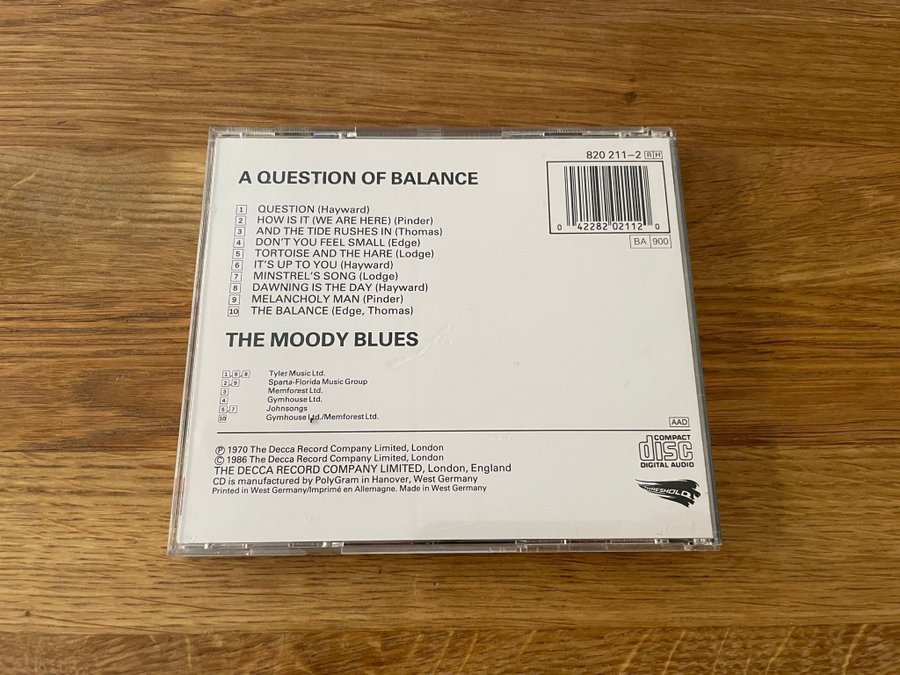 820 211-2 RH
A QUESTION OF BALANCE
0 42282 02112 0
BA 900
1 QUESTION (Hayward)
2 HOW IS IT (WE ARE HERE) (Pinder)
3 AND THE TIDE RUSHES IN (Thomas)
4 DON'T YOU FEEL SMALL (Edge)
5 TORTOISE AND THE HARE (Lodge)
6 IT'S UP TO YOU (Hayward)
7 MINSTREL'S SONG (Lodge)
8 DAWNING IS THE DAY (Hayward)
9 MELANCHOLY MAN (Pinder)
10 THE BALANCE (Edge, Thomas)
THE MOODY BLUES
1,6,8 Tyler Music Ltd.
2,9 Sparta-Florida Music Group
3 Memforest Ltd.
4 Gymhouse Ltd.
5,7 Johnsongs
10 Gymhouse Ltd./Memforest Ltd.
AAD
COMPACT
disc
DIGITAL AUDIO
℗ 1970 The Decca Record Company Limited, London
© 1986 The Decca Record Company Limited, London
THE DECCA RECORD COMPANY LIMITED, London, England
CD is manufactured by PolyGram in Hanover, West Germany
Printed in West Germany/Imprimé en Allemagne. Made in West Germany
THRESHOLD